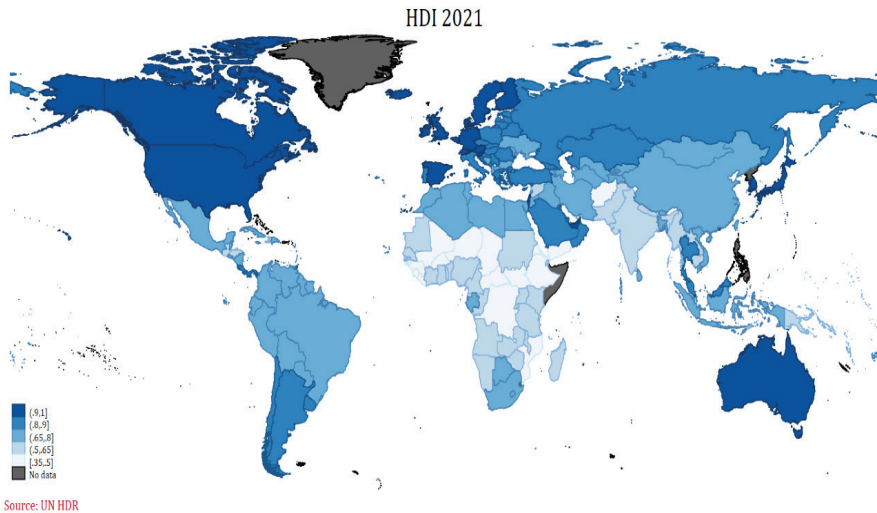 HDI 2021
(.9,1]
(.8,.9]
(.65,.8]
(.5,.65]
[.35,.5]
No data
Source: UN HDR